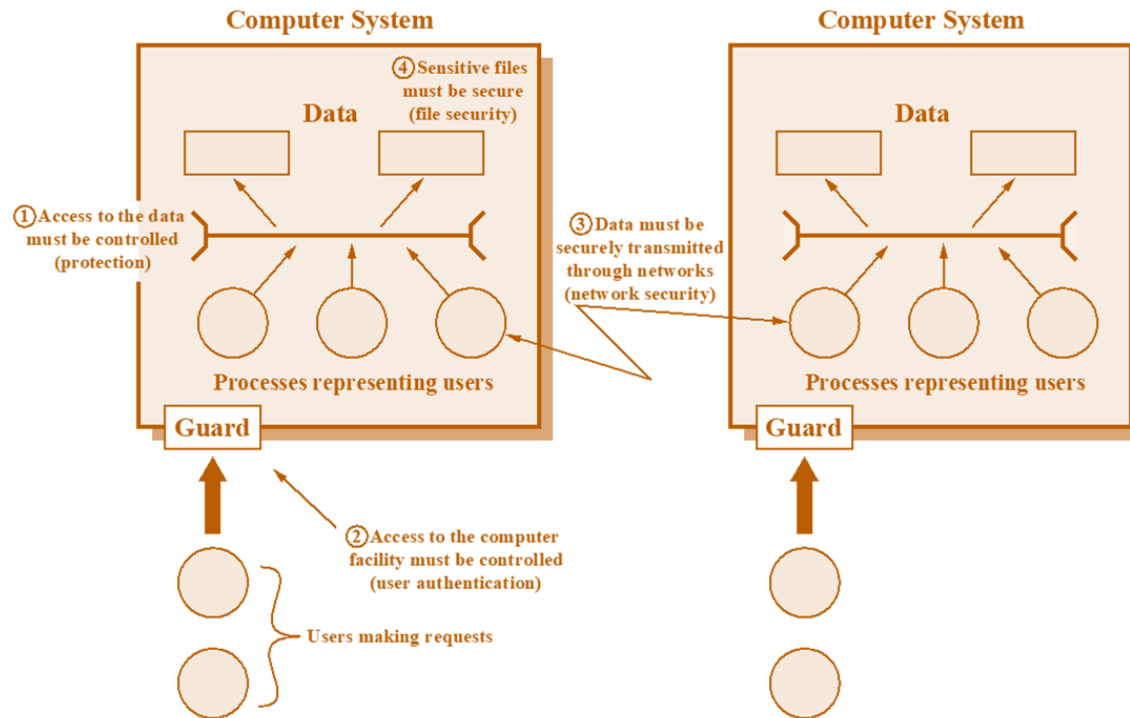 Computer System
④ Sensitive files
must be secure
(file security)
Data
① Access to the data
must be controlled
(protection)
Processes representing users
Guard
② Access to the computer
facility must be controlled
(user authentication)
Users making requests
③ Data must be
securely transmitted
through networks
(network security)
Computer System
Data
Processes representing users
Guard